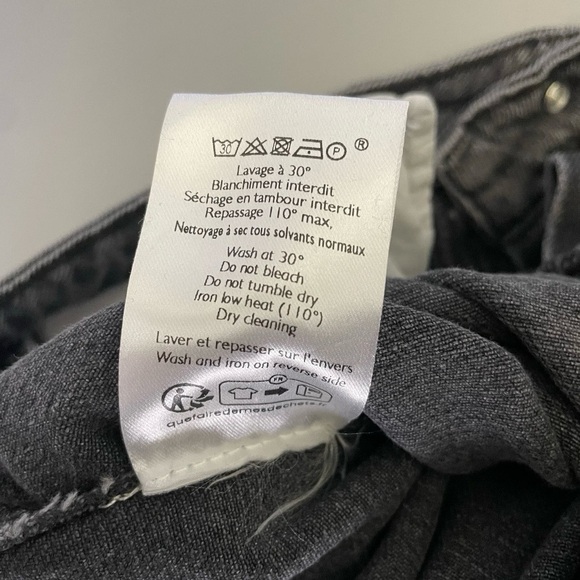 30 P ®
Lavage à 30°
Blanchiment interdit
Séchage en tambour interdit
Repassage 110° max,
Nettoyage à sec tous solvants normaux
Wash at 30°
Do not bleach
Do not tumble dry
Iron low heat (110°)
Dry cleaning
Laver et repasser sur l'envers
Wash and iron on reverse side
FR
quefairedemesdechets.fr